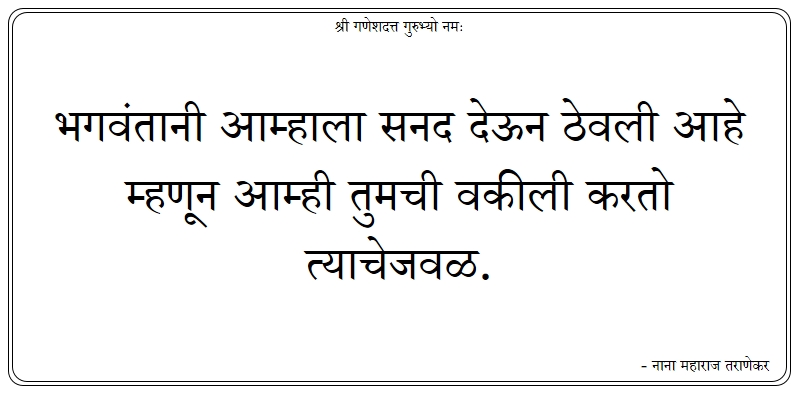 श्री गणेशदत्त गुरुभ्यो नमः
भगवंतानी आम्हाला सनद देऊन ठेवली आहे
म्हणून आम्ही तुमची वकीली करतो
त्याचेजवळ.
- नाना महाराज तराणेकर